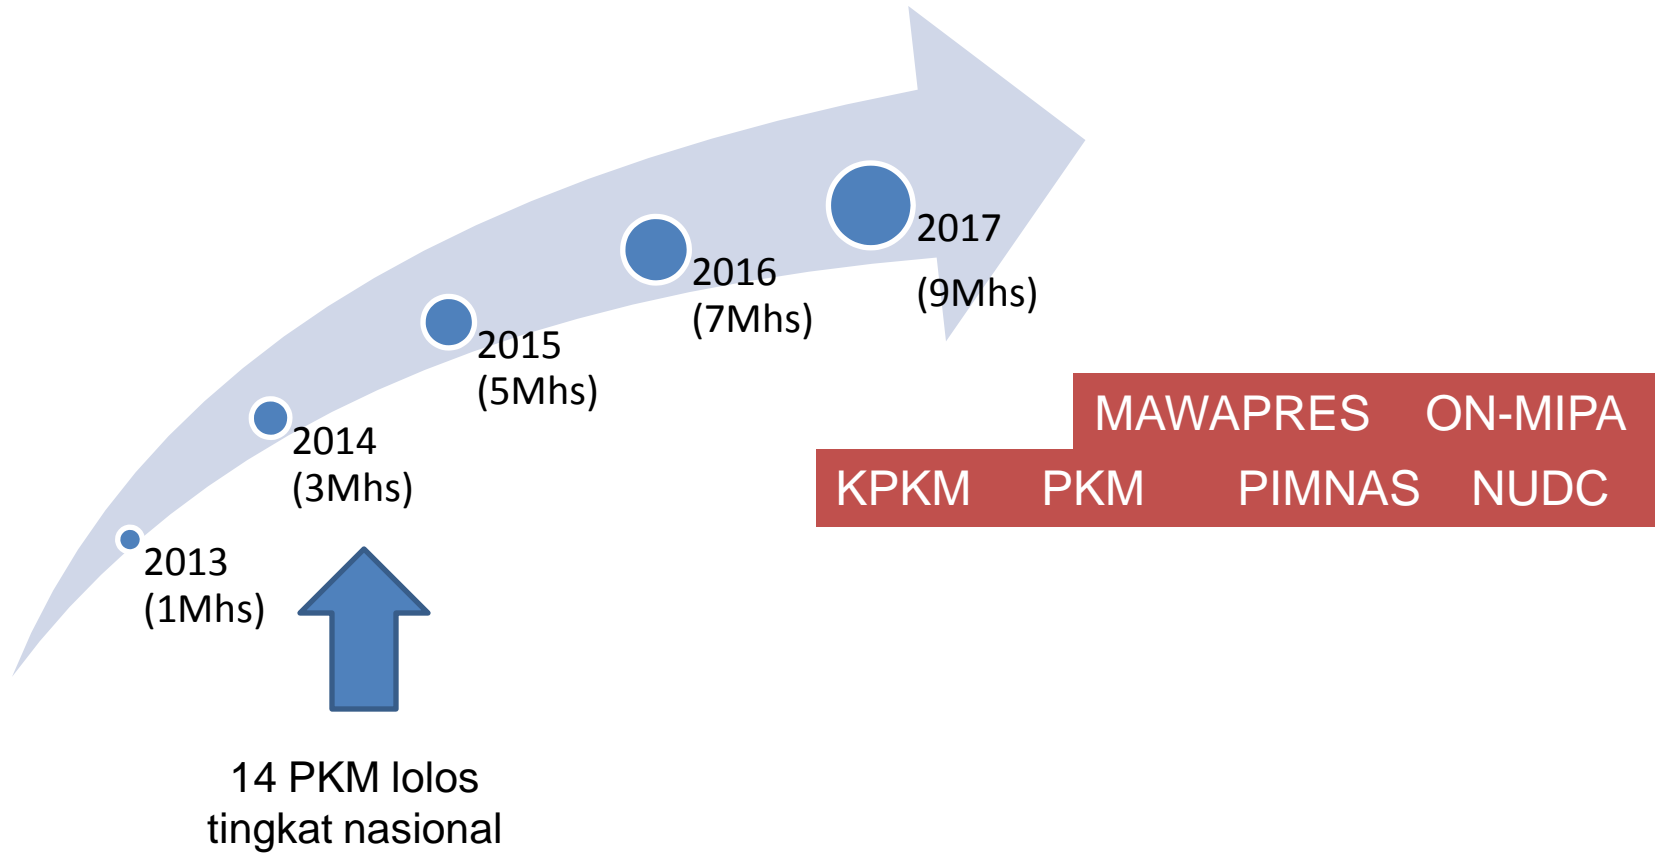 2017
(9Mhs)
2016
(7Mhs)
2015
(5Mhs)
2014
(3Mhs)
2013
(1Mhs)
MAWAPRES ON-MIPA
KPKM PKM PIMNAS NUDC
14 PKM lolos
tingkat nasional